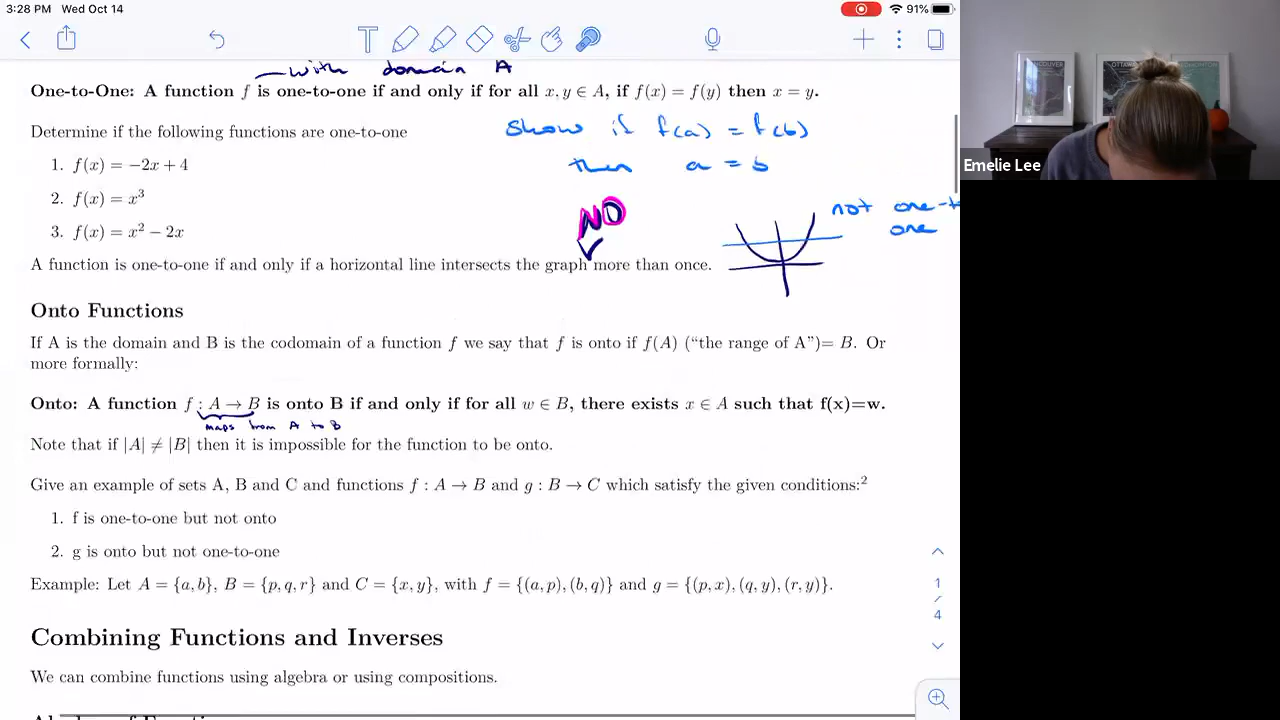 3:28 PM Wed Oct 14
91%
with domain A
One-to-One: A function f is one-to-one if and only if for all x, y ∈ A, if f(x) = f(y) then x = y.
Determine if the following functions are one-to-one
show if f(a) = f(b)
then a = b
1. f(x) = −2x + 4
2. f(x) = x³
3. f(x) = x² − 2x
NO
not one-t
one
A function is one-to-one if and only if a horizontal line intersects the graph more than once.
Onto Functions
If A is the domain and B is the codomain of a function f we say that f is onto if f(A) (“the range of A”)= B. Or
more formally:
Onto: A function f : A → B is onto B if and only if for all w ∈ B, there exists x ∈ A such that f(x)=w.
maps from A to B
Note that if |A| ≠ |B| then it is impossible for the function to be onto.
Give an example of sets A, B and C and functions f : A → B and g : B → C which satisfy the given conditions:²
1. f is one-to-one but not onto
2. g is onto but not one-to-one
Example: Let A = {a, b}, B = {p, q, r} and C = {x, y}, with f = {(a, p), (b, q)} and g = {(p, x), (q, y), (r, y)}.
Combining Functions and Inverses
We can combine functions using algebra or using compositions.
1
/
4
Emelie Lee